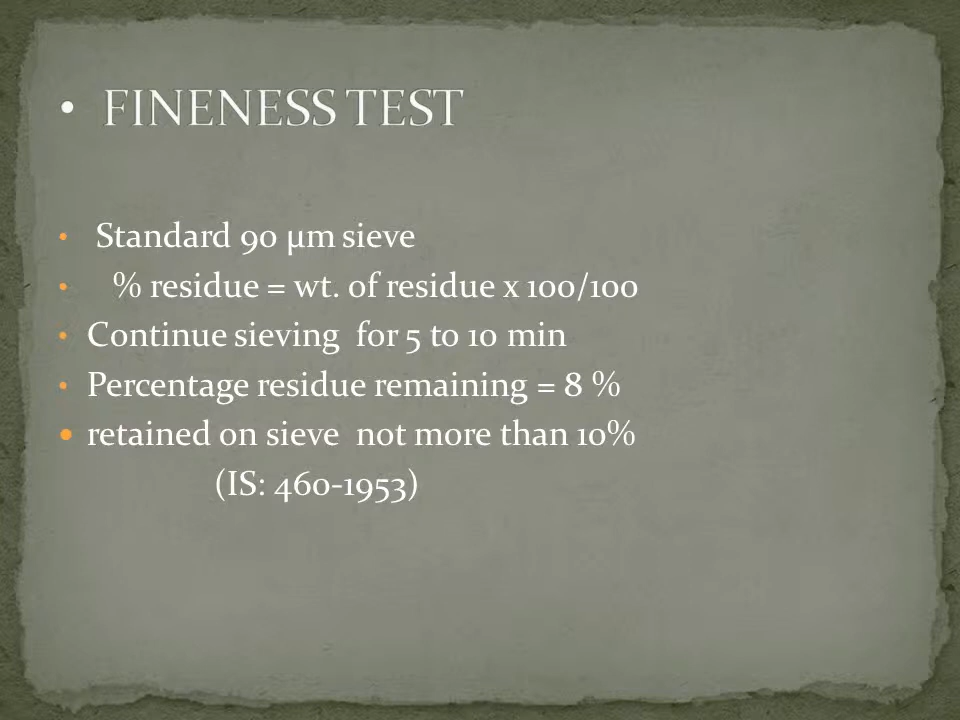 • FINENESS TEST
• Standard 90 µm sieve
• % residue = wt. of residue x 100/100
• Continue sieving for 5 to 10 min
• Percentage residue remaining = 8 %
• retained on sieve not more than 10%
(IS: 460-1953)